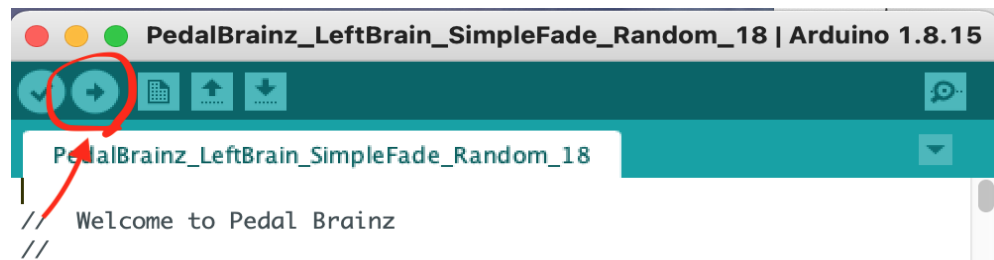 PedalBrainz_LeftBrain_SimpleFade_Random_18 | Arduino 1.8.15
PedalBrainz_LeftBrain_SimpleFade_Random_18
// Welcome to Pedal Brainz
//